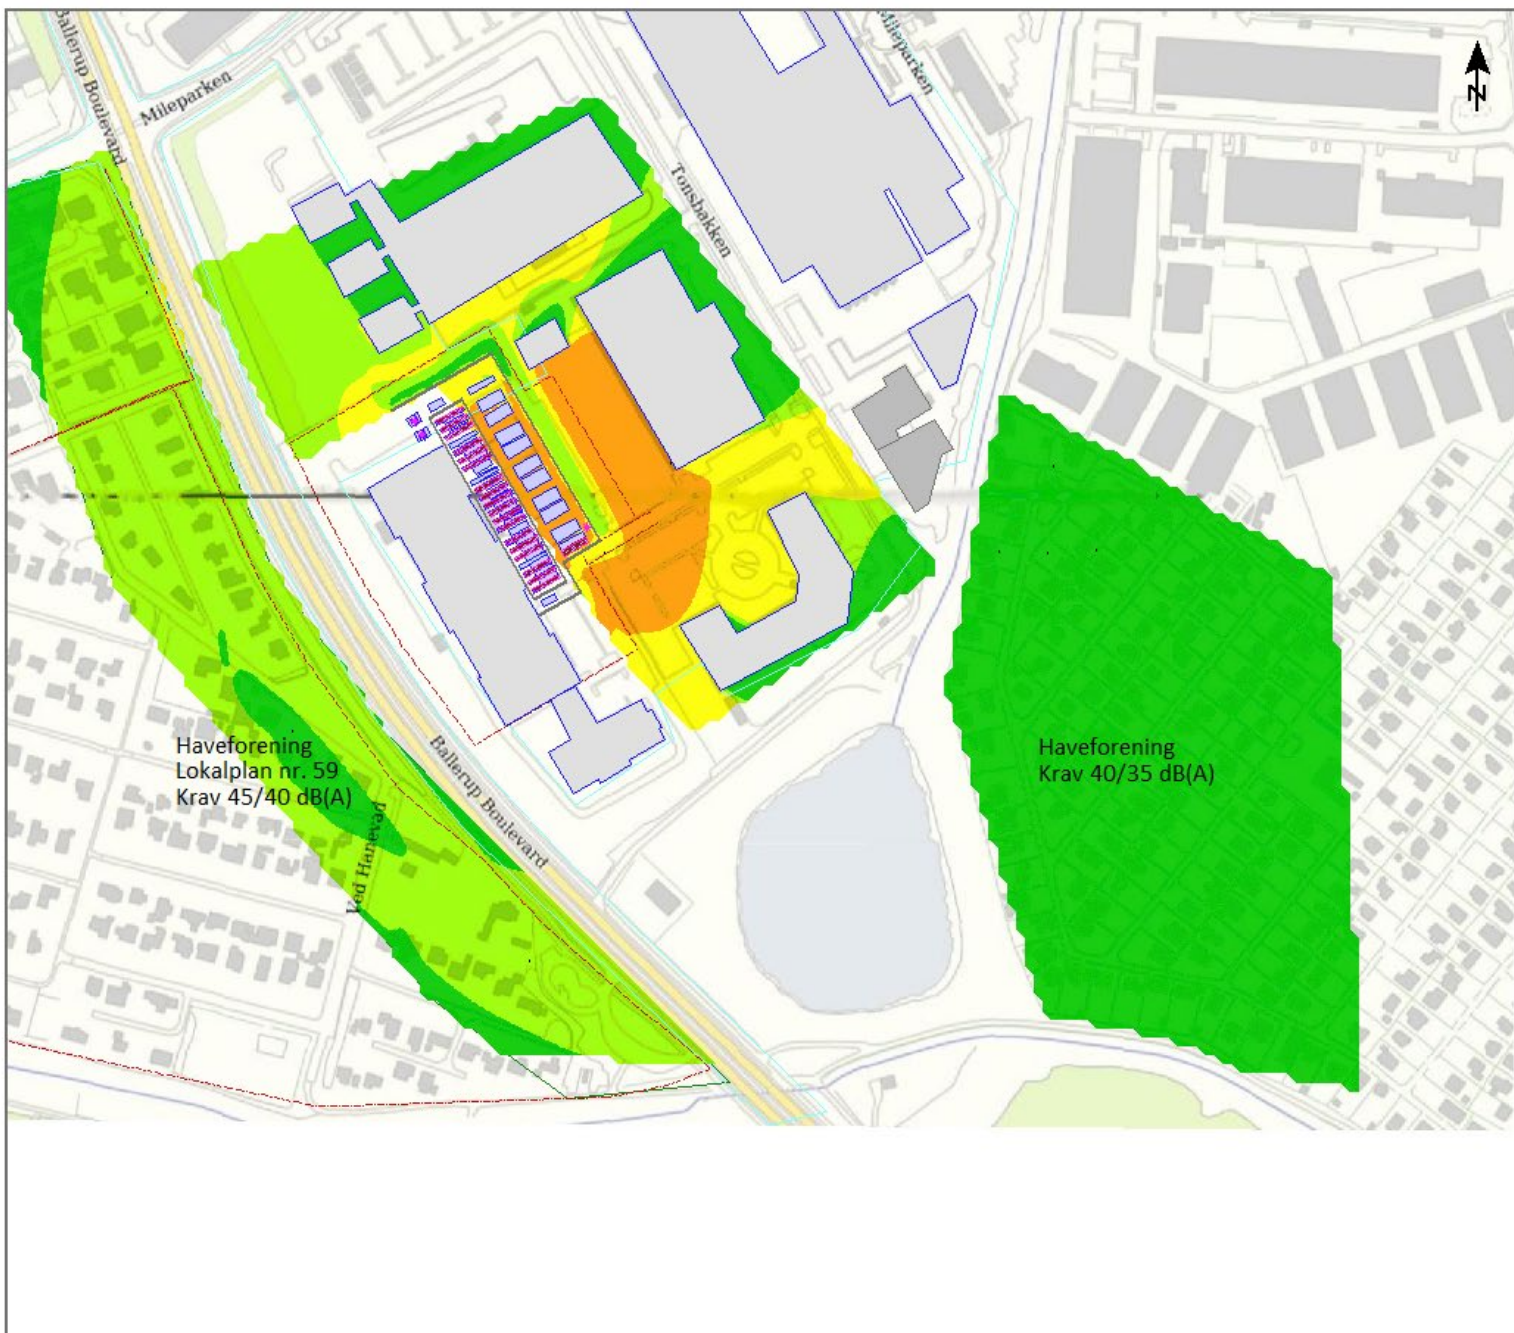 Ballerup Boulevard
Mileparken
Mileparken
N
Tonsbakken
Haveforening
Lokalplan nr. 59
Krav 45/40 dB(A)
Ved Hanevad
Ballerup Boulevard
Haveforening
Krav 40/35 dB(A)